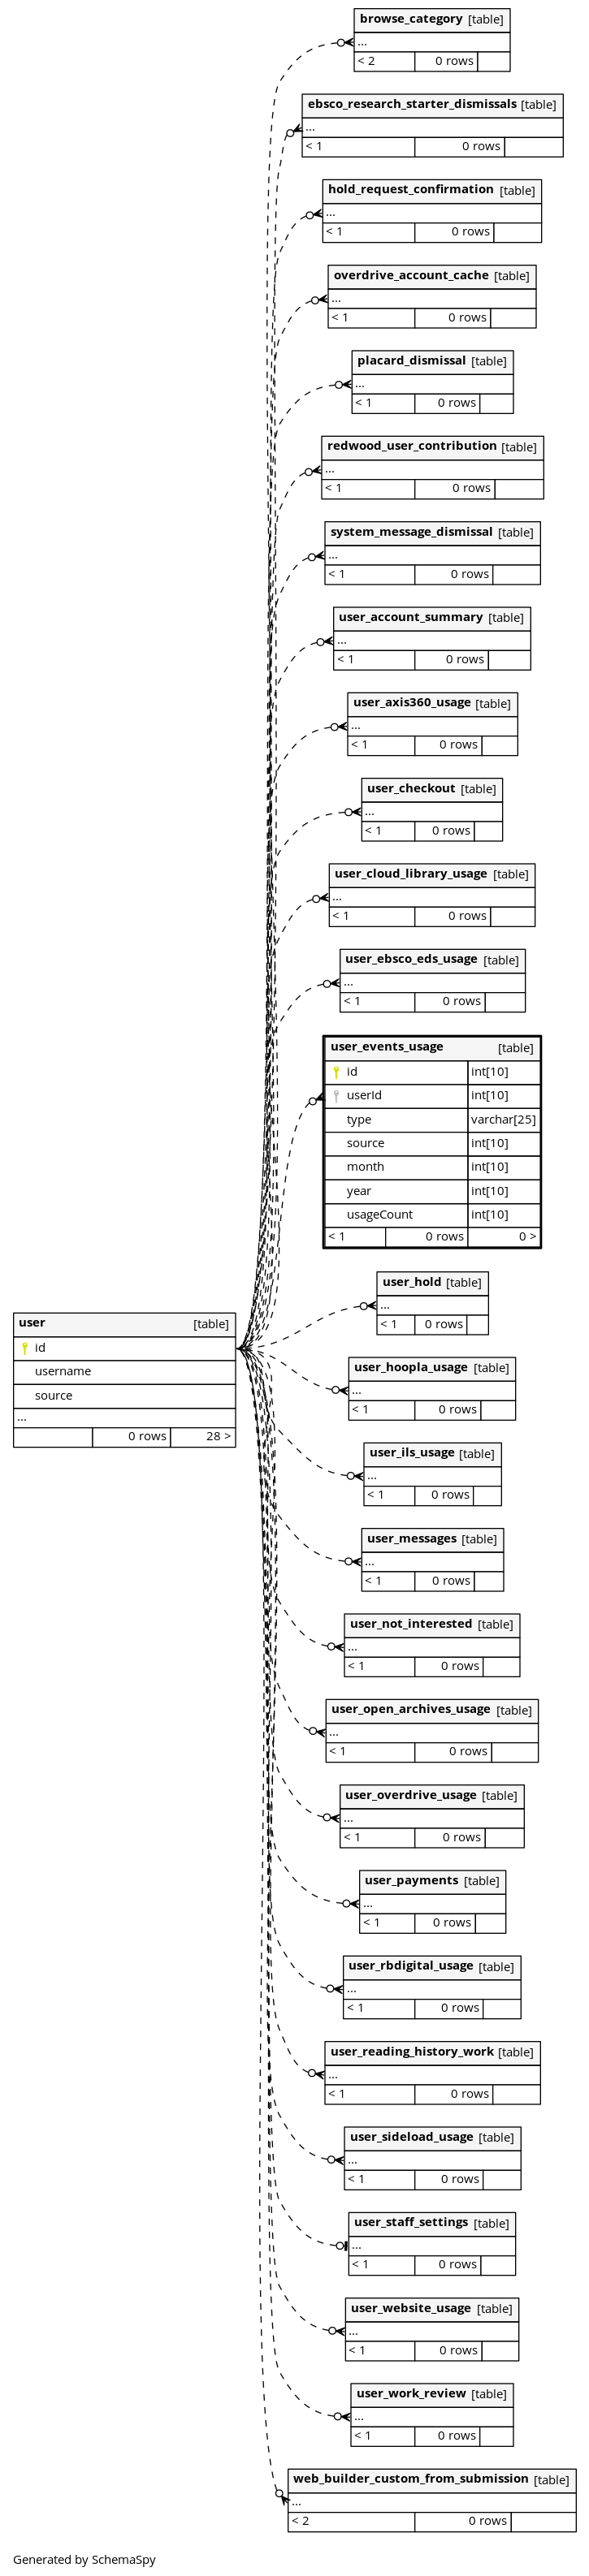 browse_category [table]
...
< 2 0 rows
ebsco_research_starter_dismissals [table]
...
< 1 0 rows
hold_request_confirmation [table]
...
< 1 0 rows
overdrive_account_cache [table]
...
< 1 0 rows
placard_dismissal [table]
...
< 1 0 rows
redwood_user_contribution [table]
...
< 1 0 rows
system_message_dismissal [table]
...
< 1 0 rows
user_account_summary [table]
...
< 1 0 rows
user_axis360_usage [table]
...
< 1 0 rows
user_checkout [table]
...
< 1 0 rows
user_cloud_library_usage [table]
...
< 1 0 rows
user_ebsco_eds_usage [table]
...
< 1 0 rows
user_events_usage [table]
id int[10]
userId int[10]
type varchar[25]
source int[10]
month int[10]
year int[10]
usageCount int[10]
< 1 0 rows 0 >
user_hold [table]
...
< 1 0 rows
user [table]
id
username
source
...
0 rows 28 >
user_hoopla_usage [table]
...
< 1 0 rows
user_ils_usage [table]
...
< 1 0 rows
user_messages [table]
...
< 1 0 rows
user_not_interested [table]
...
< 1 0 rows
user_open_archives_usage [table]
...
< 1 0 rows
user_overdrive_usage [table]
...
< 1 0 rows
user_payments [table]
...
< 1 0 rows
user_rbdigital_usage [table]
...
< 1 0 rows
user_reading_history_work [table]
...
< 1 0 rows
user_sideload_usage [table]
...
< 1 0 rows
user_staff_settings [table]
...
< 1 0 rows
user_website_usage [table]
...
< 1 0 rows
user_work_review [table]
...
< 1 0 rows
web_builder_custom_from_submission [table]
...
< 2 0 rows
Generated by SchemaSpy